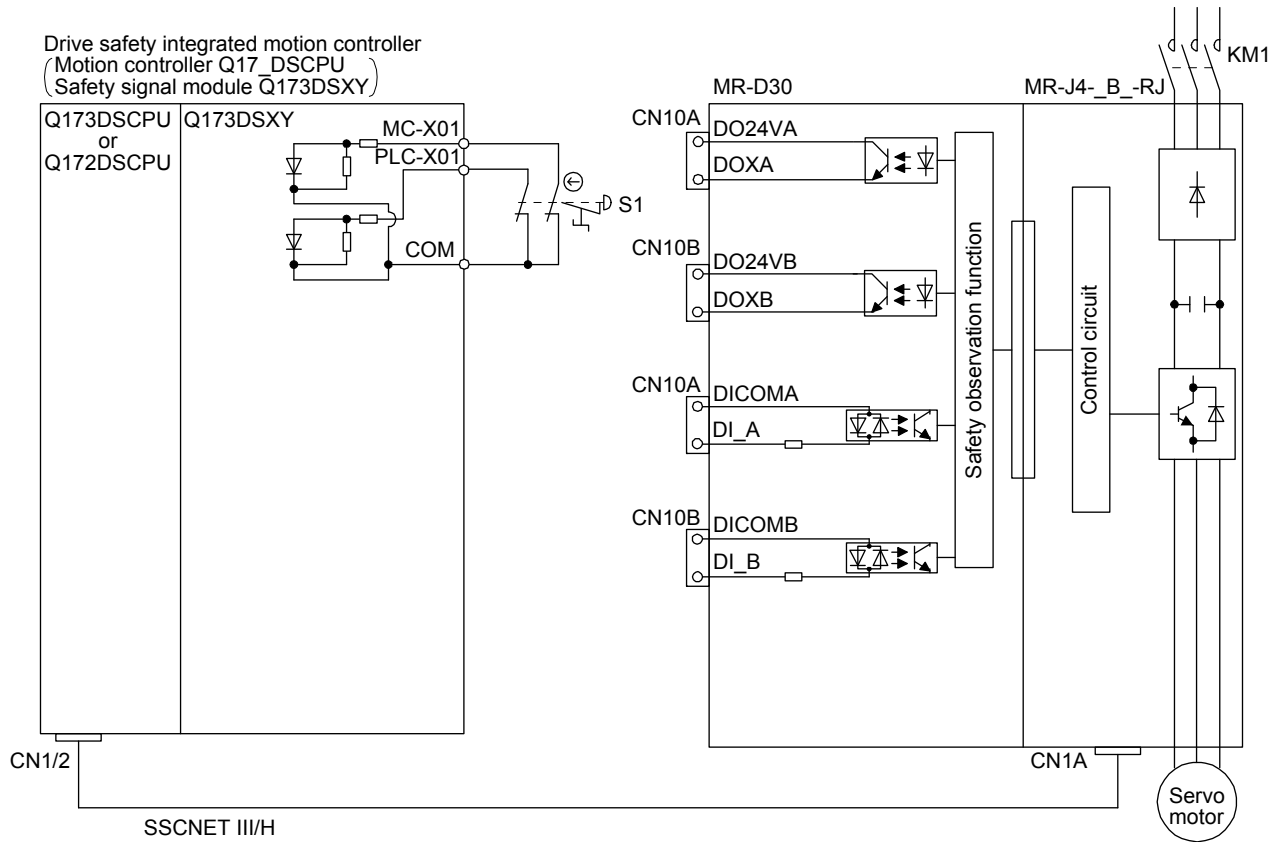 Drive safety integrated motion controller
(Motion controller Q17_DSCPU
Safety signal module Q173DSXY)
KM1
MR-D30
MR-J4-_B_-RJ
Q173DSCPU
or
Q172DSCPU
Q173DSXY
MC-X01
PLC-X01
COM
S1
CN10A
DO24VA
DOXA
CN10B
DO24VB
DOXB
CN10A
DICOMA
DI_A
CN10B
DICOMB
DI_B
Safety observation function
Control circuit
CN1/2
CN1A
SSCNET III/H
Servo
motor